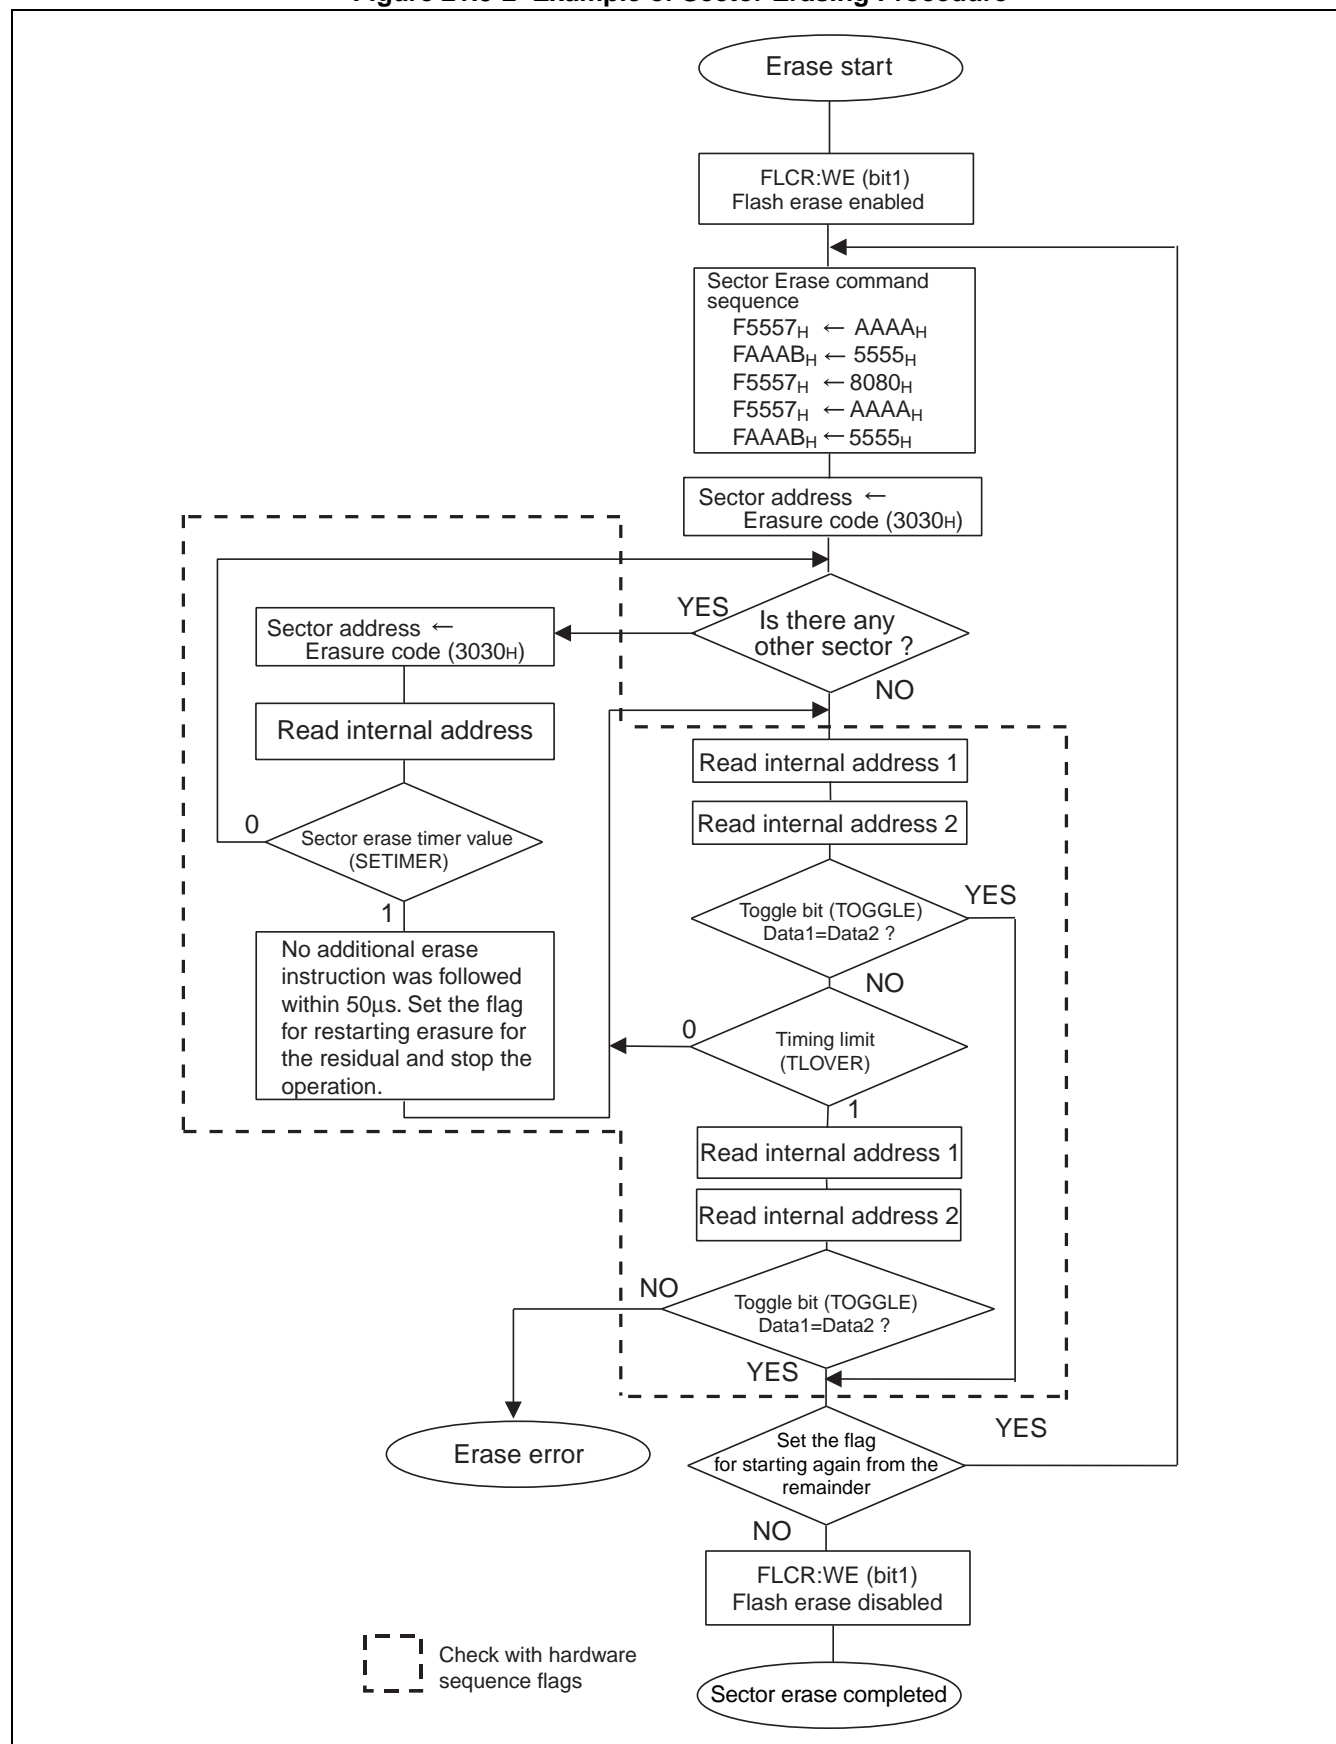 Figure 21.5-2 Example of Sector Erasing Procedure
Erase start
FLCR:WE (bit1)
Flash erase enabled
Sector Erase command
sequence
F5557H ← AAAAH
FAAABH ← 5555H
F5557H ← 8080H
F5557H ← AAAAH
FAAABH ← 5555H
Sector address ←
Erasure code (3030H)
YES
Is there any
other sector ?
NO
Sector address ←
Erasure code (3030H)
Read internal address
0
Sector erase timer value
(SETIMER)
1
No additional erase
instruction was followed
within 50μs. Set the flag
for restarting erasure for
the residual and stop the
operation.
Read internal address 1
Read internal address 2
YES
Toggle bit (TOGGLE)
Data1=Data2 ?
NO
0
Timing limit
(TLOVER)
1
Read internal address 1
Read internal address 2
NO
Toggle bit (TOGGLE)
Data1=Data2 ?
YES
Erase error
YES
Set the flag
for starting again from the
remainder
NO
FLCR:WE (bit1)
Flash erase disabled
Check with hardware
sequence flags
Sector erase completed